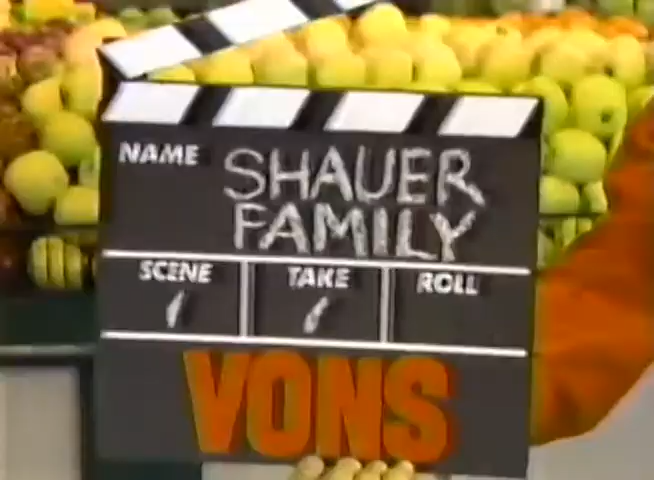 NAME SHAUER
FAMILY
SCENE TAKE ROLL
1 1
VONS